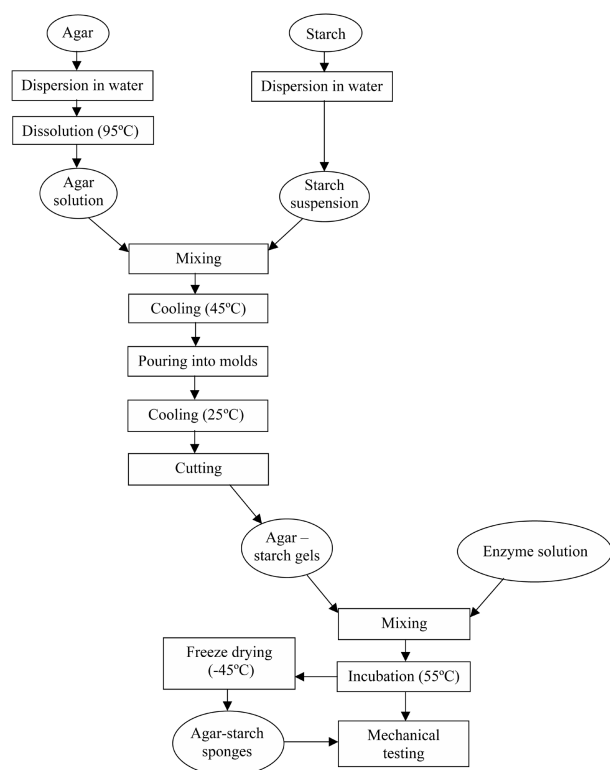 Agar
Starch
Dispersion in water
Dispersion in water
Dissolution (95ºC)
Agar
solution
Starch
suspension
Mixing
Cooling (45ºC)
Pouring into molds
Cooling (25ºC)
Cutting
Agar –
starch gels
Enzyme solution
Mixing
Freeze drying
(-45ºC)
Incubation (55ºC)
Agar-starch
sponges
Mechanical
testing